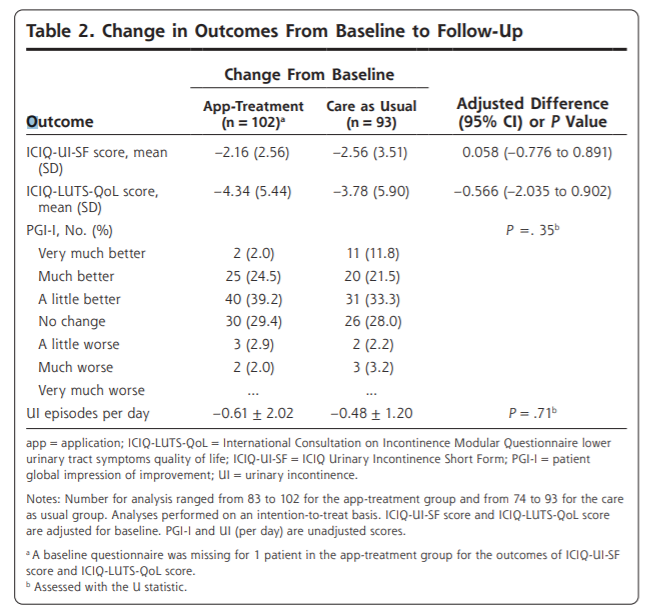 Table 2. Change in Outcomes From Baseline to Follow-Up
Change From Baseline
Outcome App-Treatment (n = 102)a Care as Usual (n = 93) Adjusted Difference (95% CI) or P Value
ICIQ-UI-SF score, mean (SD) −2.16 (2.56) −2.56 (3.51) 0.058 (−0.776 to 0.891)
ICIQ-LUTS-QoL score, mean (SD) −4.34 (5.44) −3.78 (5.90) −0.566 (−2.035 to 0.902)
PGI-I, No. (%) P =. 35b
Very much better 2 (2.0) 11 (11.8)
Much better 25 (24.5) 20 (21.5)
A little better 40 (39.2) 31 (33.3)
No change 30 (29.4) 26 (28.0)
A little worse 3 (2.9) 2 (2.2)
Much worse 2 (2.0) 3 (3.2)
Very much worse ... ...
UI episodes per day −0.61 ± 2.02 −0.48 ± 1.20 P = .71b
app = application; ICIQ-LUTS-QoL = International Consultation on Incontinence Modular Questionnaire lower
urinary tract symptoms quality of life; ICIQ-UI-SF = ICIQ Urinary Incontinence Short Form; PGI-I = patient
global impression of improvement; UI = urinary incontinence.
Notes: Number for analysis ranged from 83 to 102 for the app-treatment group and from 74 to 93 for the care
as usual group. Analyses performed on an intention-to-treat basis. ICIQ-UI-SF score and ICIQ-LUTS-QoL score
are adjusted for baseline. PGI-I and UI (per day) are unadjusted scores.
a A baseline questionnaire was missing for 1 patient in the app-treatment group for the outcomes of ICIQ-UI-SF
score and ICIQ-LUTS-QoL score.
b Assessed with the U statistic.